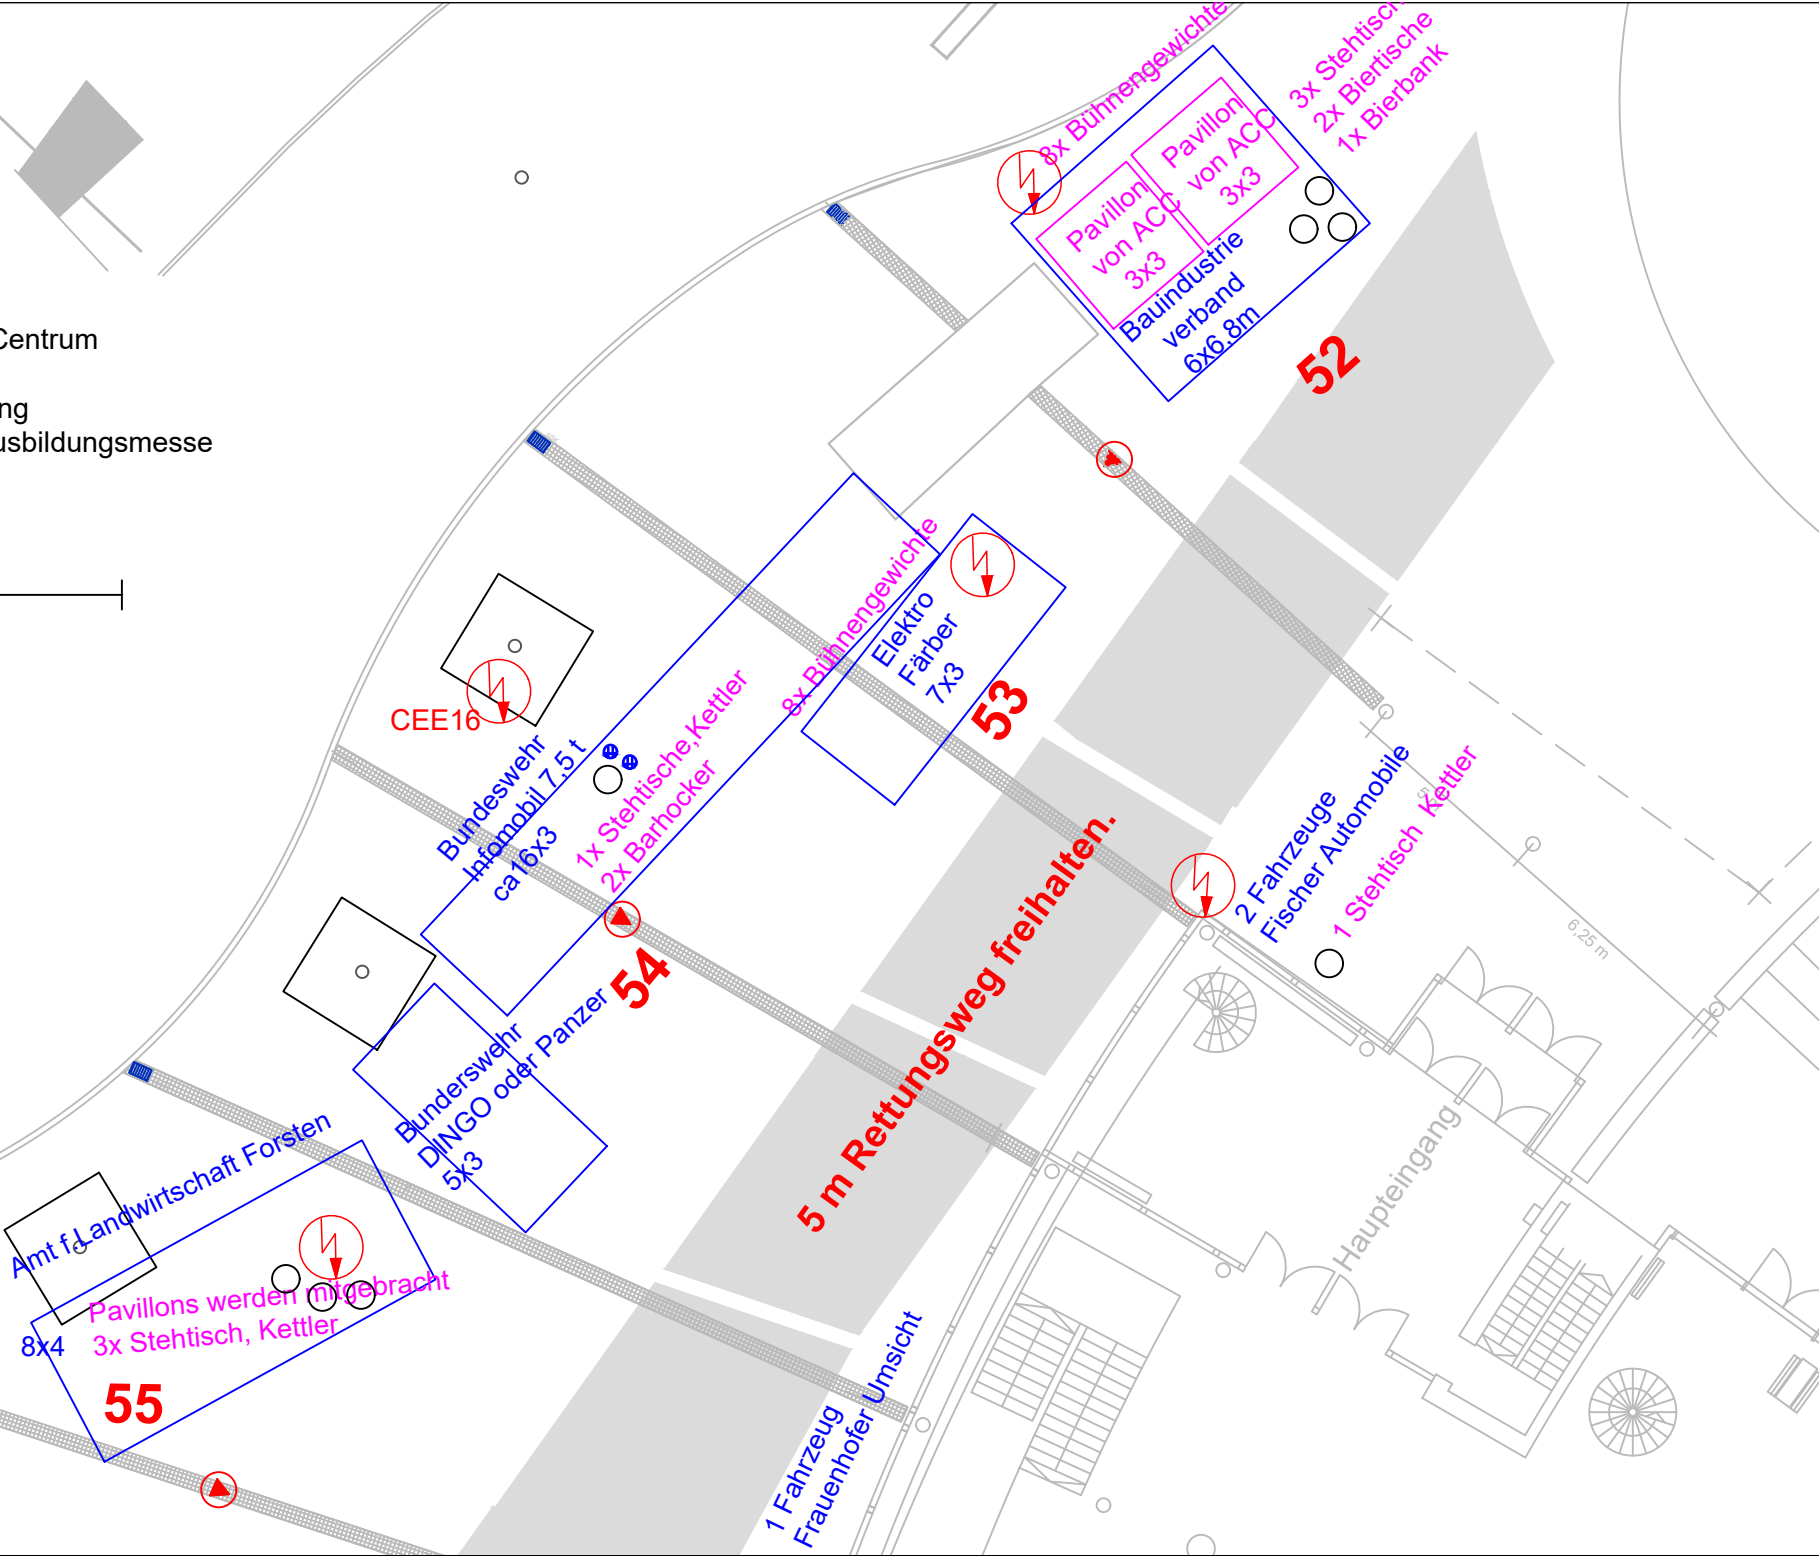 8x Bühnengewichte
3x Stehtisch
2x Biertische
1x Bierbank
Pavillon
von ACC
3x3
Pavillon
von ACC
3x3
Bauindustrie
verband
6x6,8m
52
Centrum
ng
usbildungsmesse
8x Bühnengewichte
Elektro
Färber
7x3
53
CEE16
Bundeswehr
Infomobil 7,5 t
ca16x3
1x Stehtische,Kettler
2x Barhocker
54
Bunderswehr
DINGO oder Panzer
5x3
5 m Rettungsweg freihalten.
2 Fahrzeuge
Fischer Automobile
1 Stehtisch Kettler
6,25 m
Haupteingang
Amt f.Landwirtschaft Forsten
Pavillons werden mitgebracht
3x Stehtisch, Kettler
8x4
55
1 Fahrzeug
Frauenhofer Umsicht